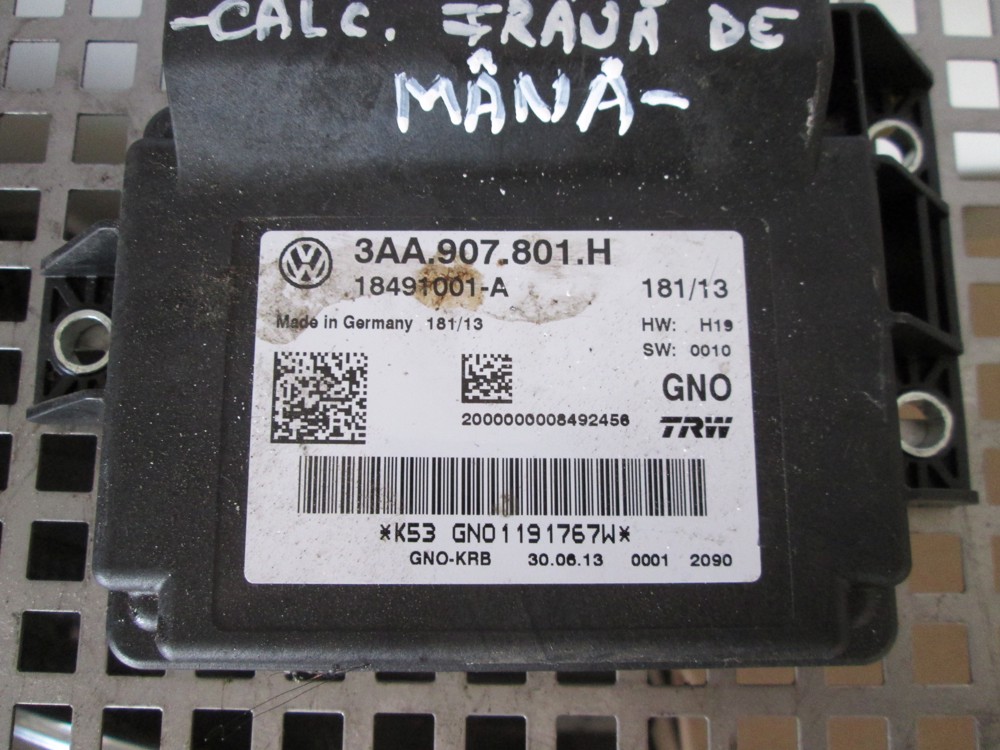 -CALC. FRANĂ DE
MÂNĂ-
3AA.907.801.H
18491001-A 181/13
Made in Germany 181/13 HW: H19
SW: 0010
GNO
2000000008492456 TRW
*K53 GNO1191767W*
GNO-KRB 30.06.13 0001 2090